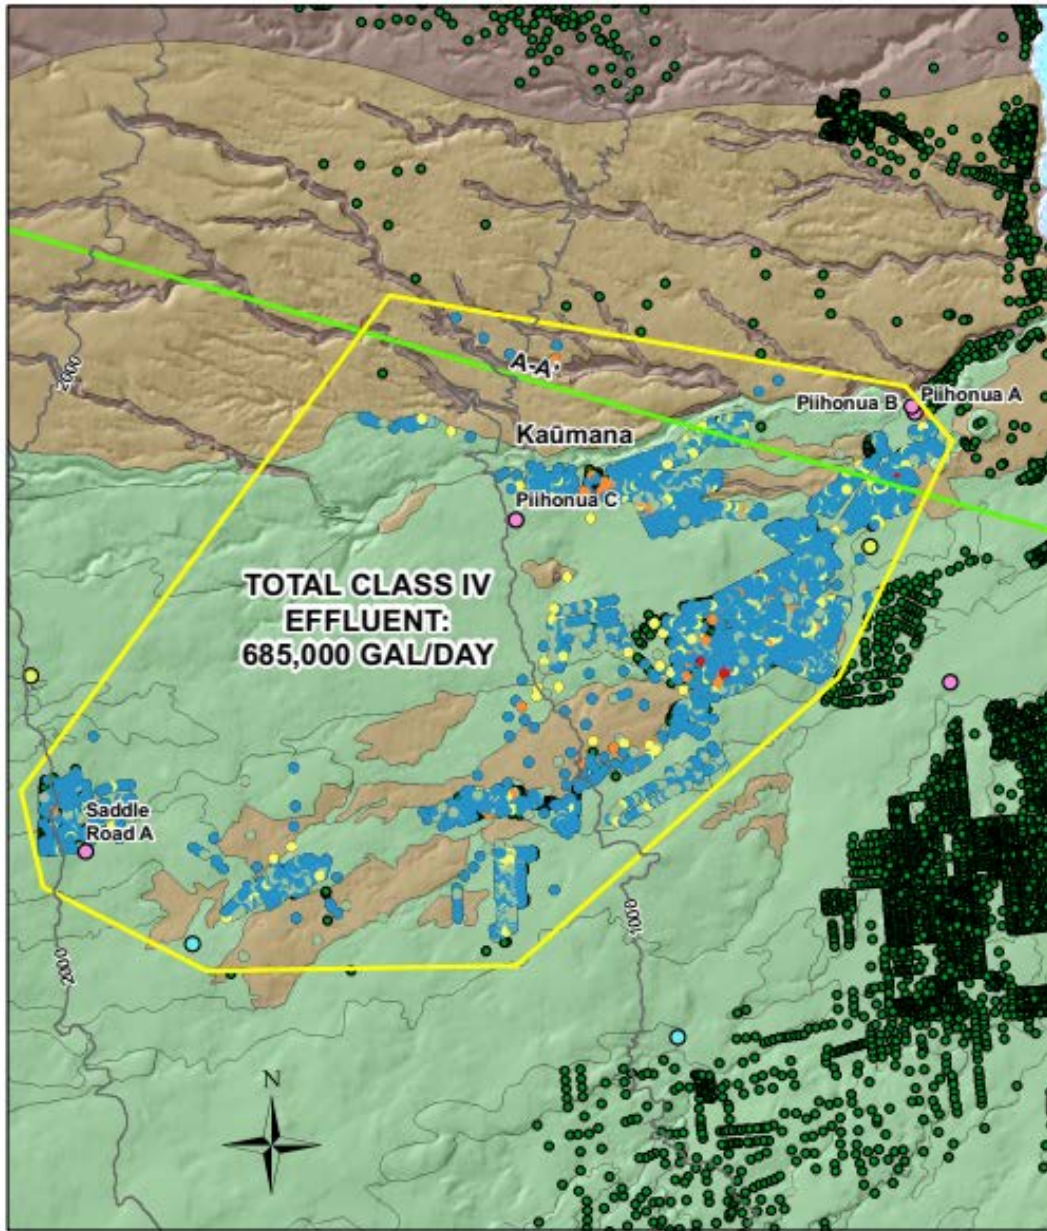 2000
A-A'
Piihonua B
Piihonua A
Kaūmana
Piihonua C
TOTAL CLASS IV
EFFLUENT:
685,000 GAL/DAY
Saddle
Road A
1000
2000
N